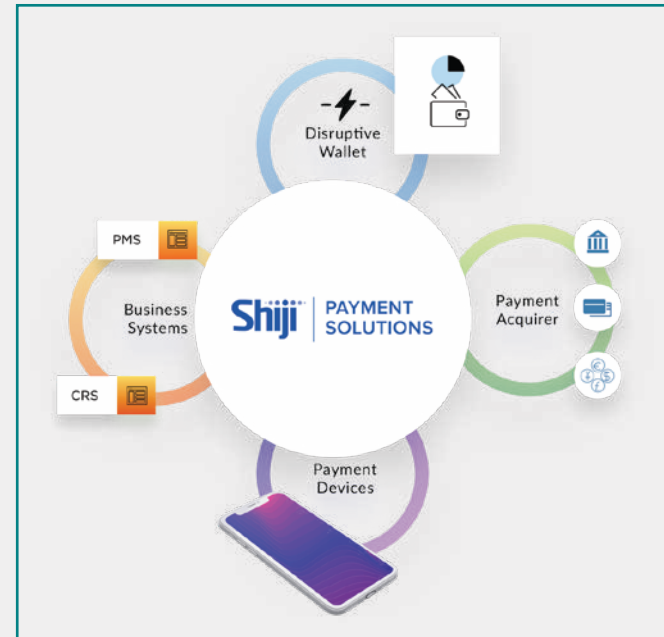 Disruptive
Wallet
PMS
Business
Systems
CRS
Shiji
PAYMENT
SOLUTIONS
Payment
Acquirer
Payment
Devices